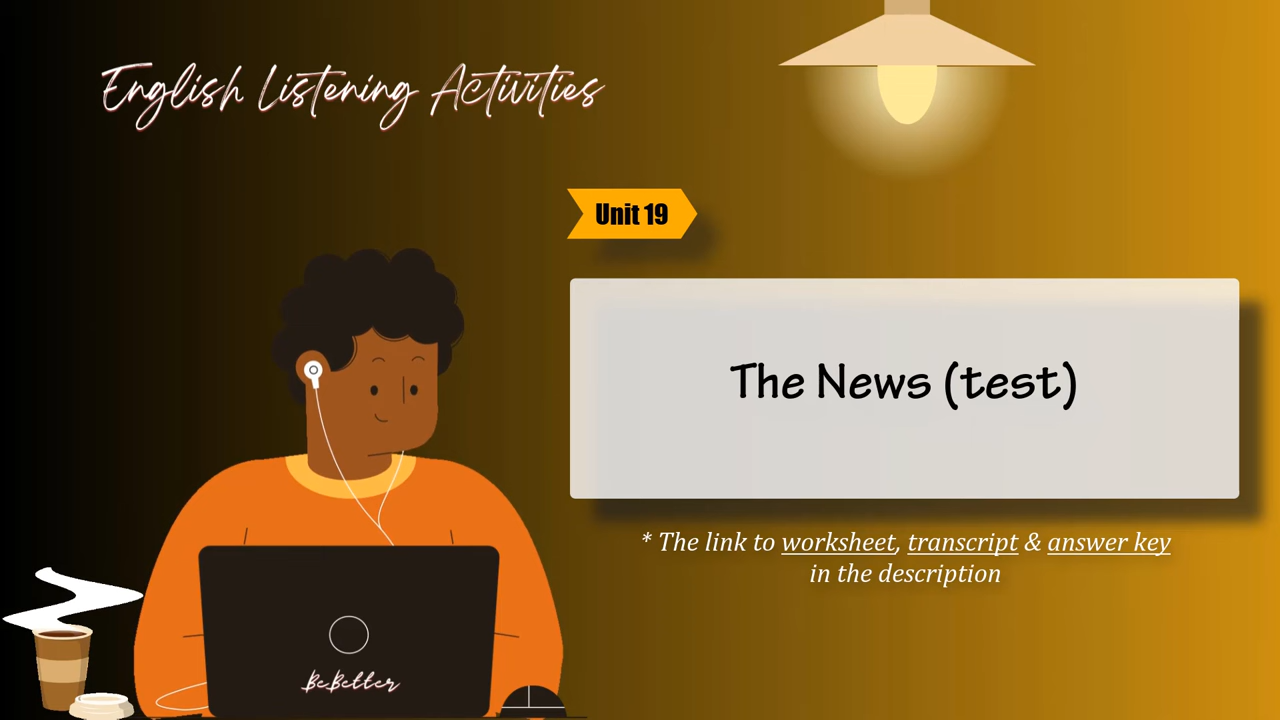 English Listening Activities
Unit 19
The News (test)
* The link to worksheet, transcript & answer key
in the description
BeBetter